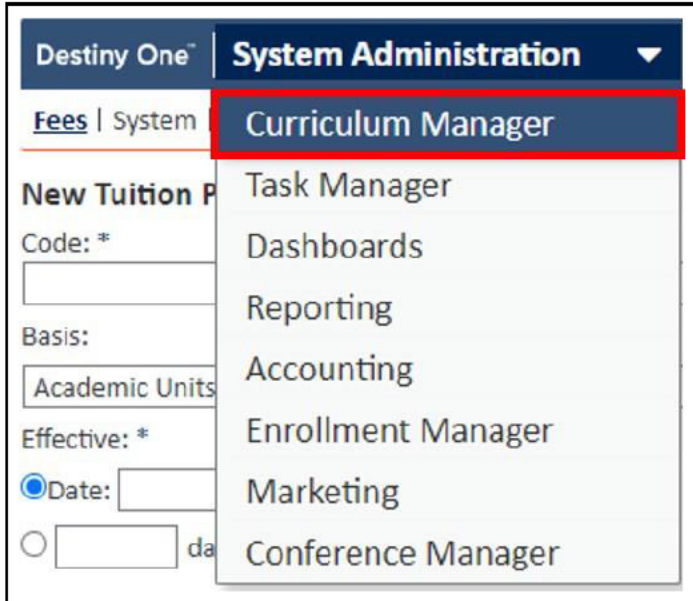 Destiny One™ System Administration
Fees | System |
Curriculum Manager
Task Manager
Dashboards
Reporting
Accounting
Enrollment Manager
Marketing
Conference Manager
New Tuition P
Code: *
Basis:
Academic Units
Effective: *
Date:
da